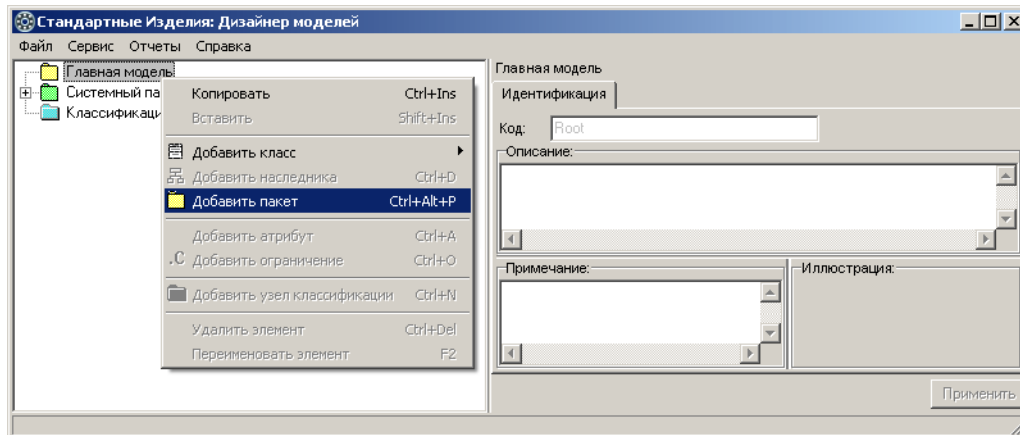 Стандартные Изделия: Дизайнер моделей
Файл Сервис Отчеты Справка
Главная модель
Системный па
Классификаци
Копировать Ctrl+Ins
Вставить Shift+Ins
Добавить класс
Добавить наследника Ctrl+D
Добавить пакет Ctrl+Alt+P
Добавить атрибут Ctrl+A
.C Добавить ограничение Ctrl+O
Добавить узел классификации Ctrl+N
Удалить элемент Ctrl+Del
Переименовать элемент F2
Главная модель
Идентификация
Код: Root
Описание:
Примечание:
Иллюстрация:
Применить